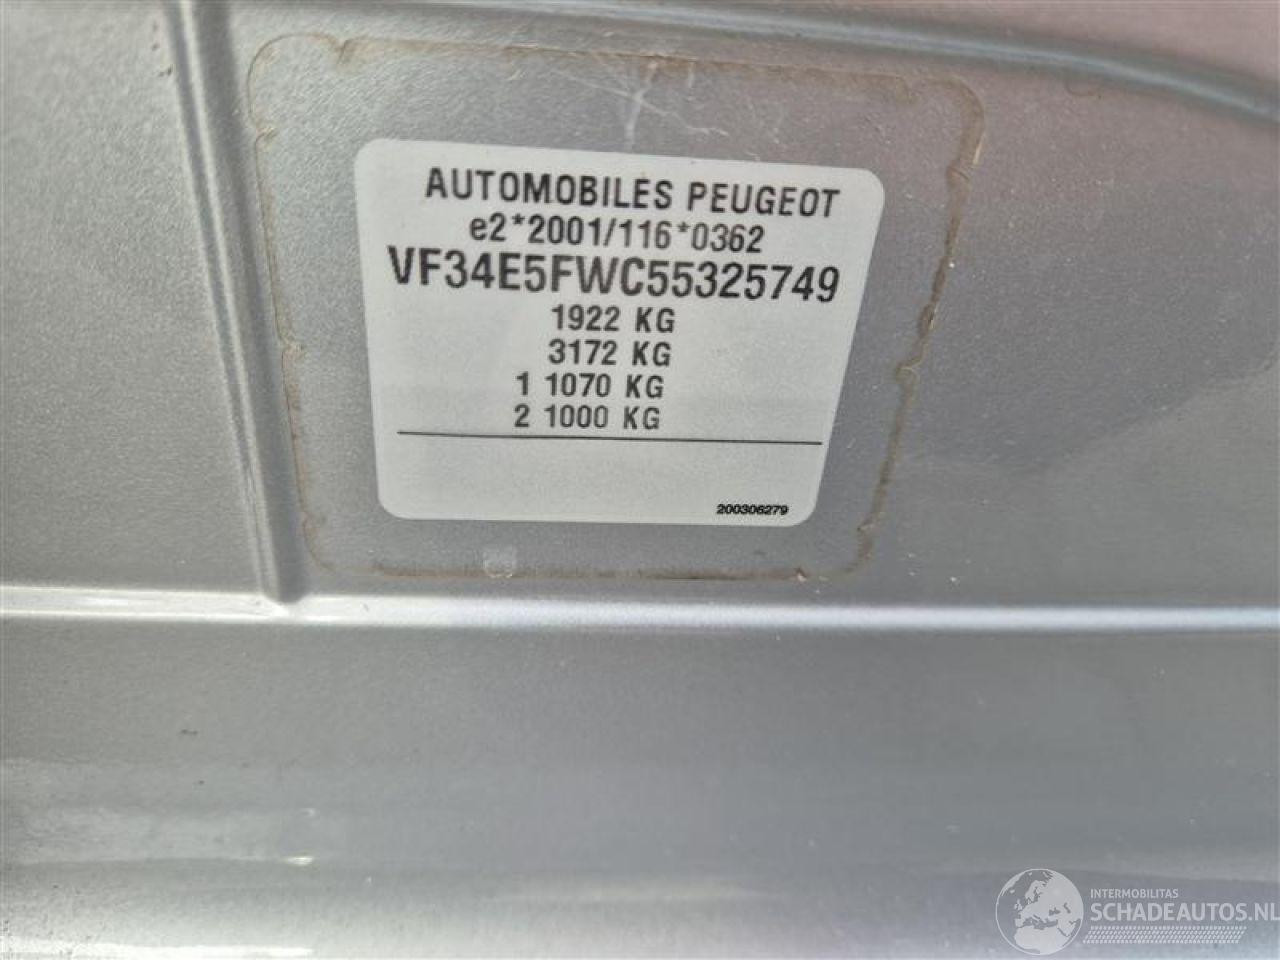 AUTOMOBILES PEUGEOT
e2*2001/116*0362
VF34E5FWC55325749
1922 KG
3172 KG
1 1070 KG
2 1000 KG
200306279
INTERMOBILITAS
SCHADEAUTOS.NL